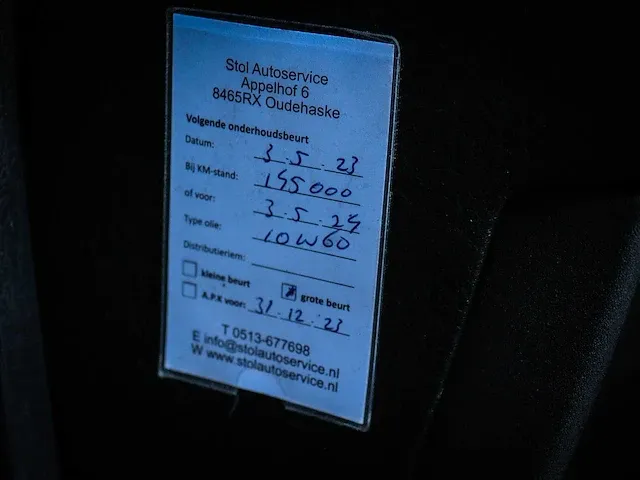 Stol Autoservice
Appelhof 6
8465RX Oudehaske
Volgende onderhoudsbeurt
Datum: 3.5.23
Bij KM-stand: 145000
of voor: 3.5.24
Type olie: 10W60
Distributieriem:
kleine beurt grote beurt
A.P.K voor: 31.12.23
T 0513-677698
E info@stolautoservice.nl
W www.stolautoservice.nl